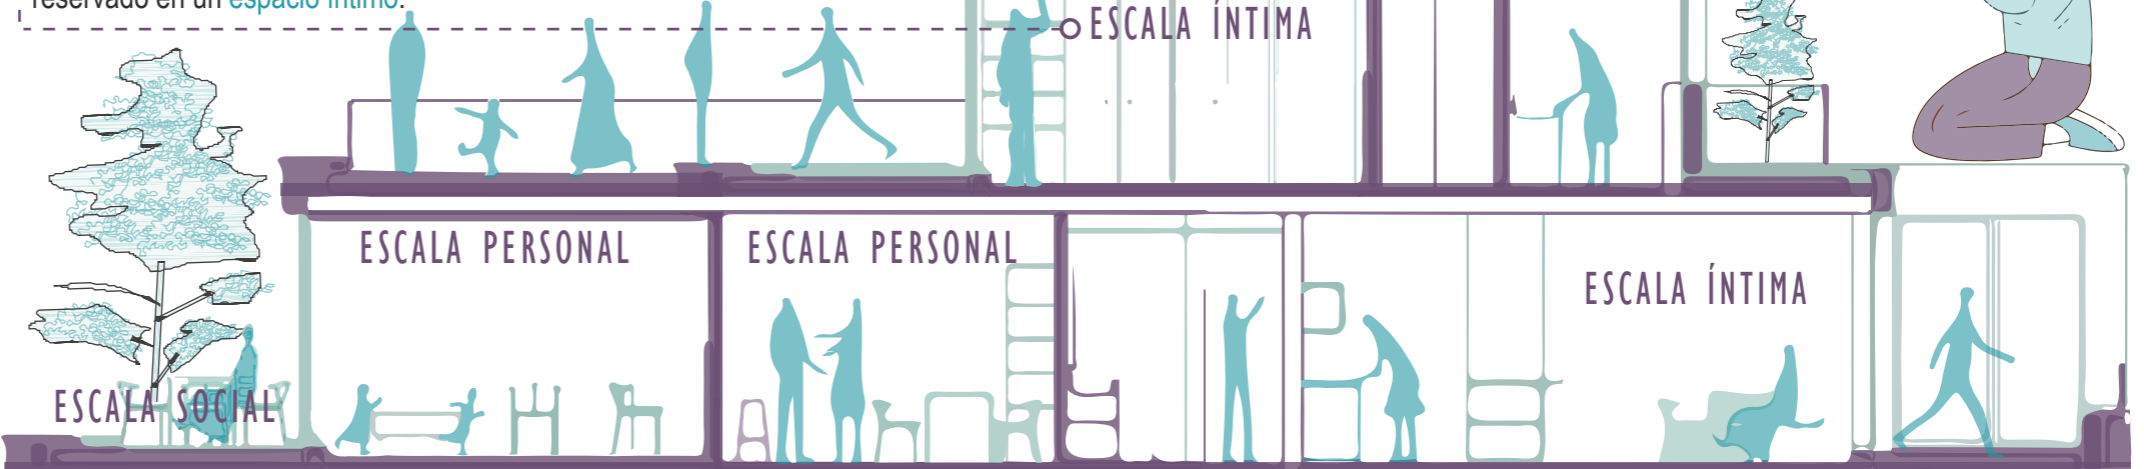 reservado en un espacio íntimo.
ESCALA ÍNTIMA
ESCALA PERSONAL
ESCALA PERSONAL
ESCALA ÍNTIMA
ESCALA SOCIAL